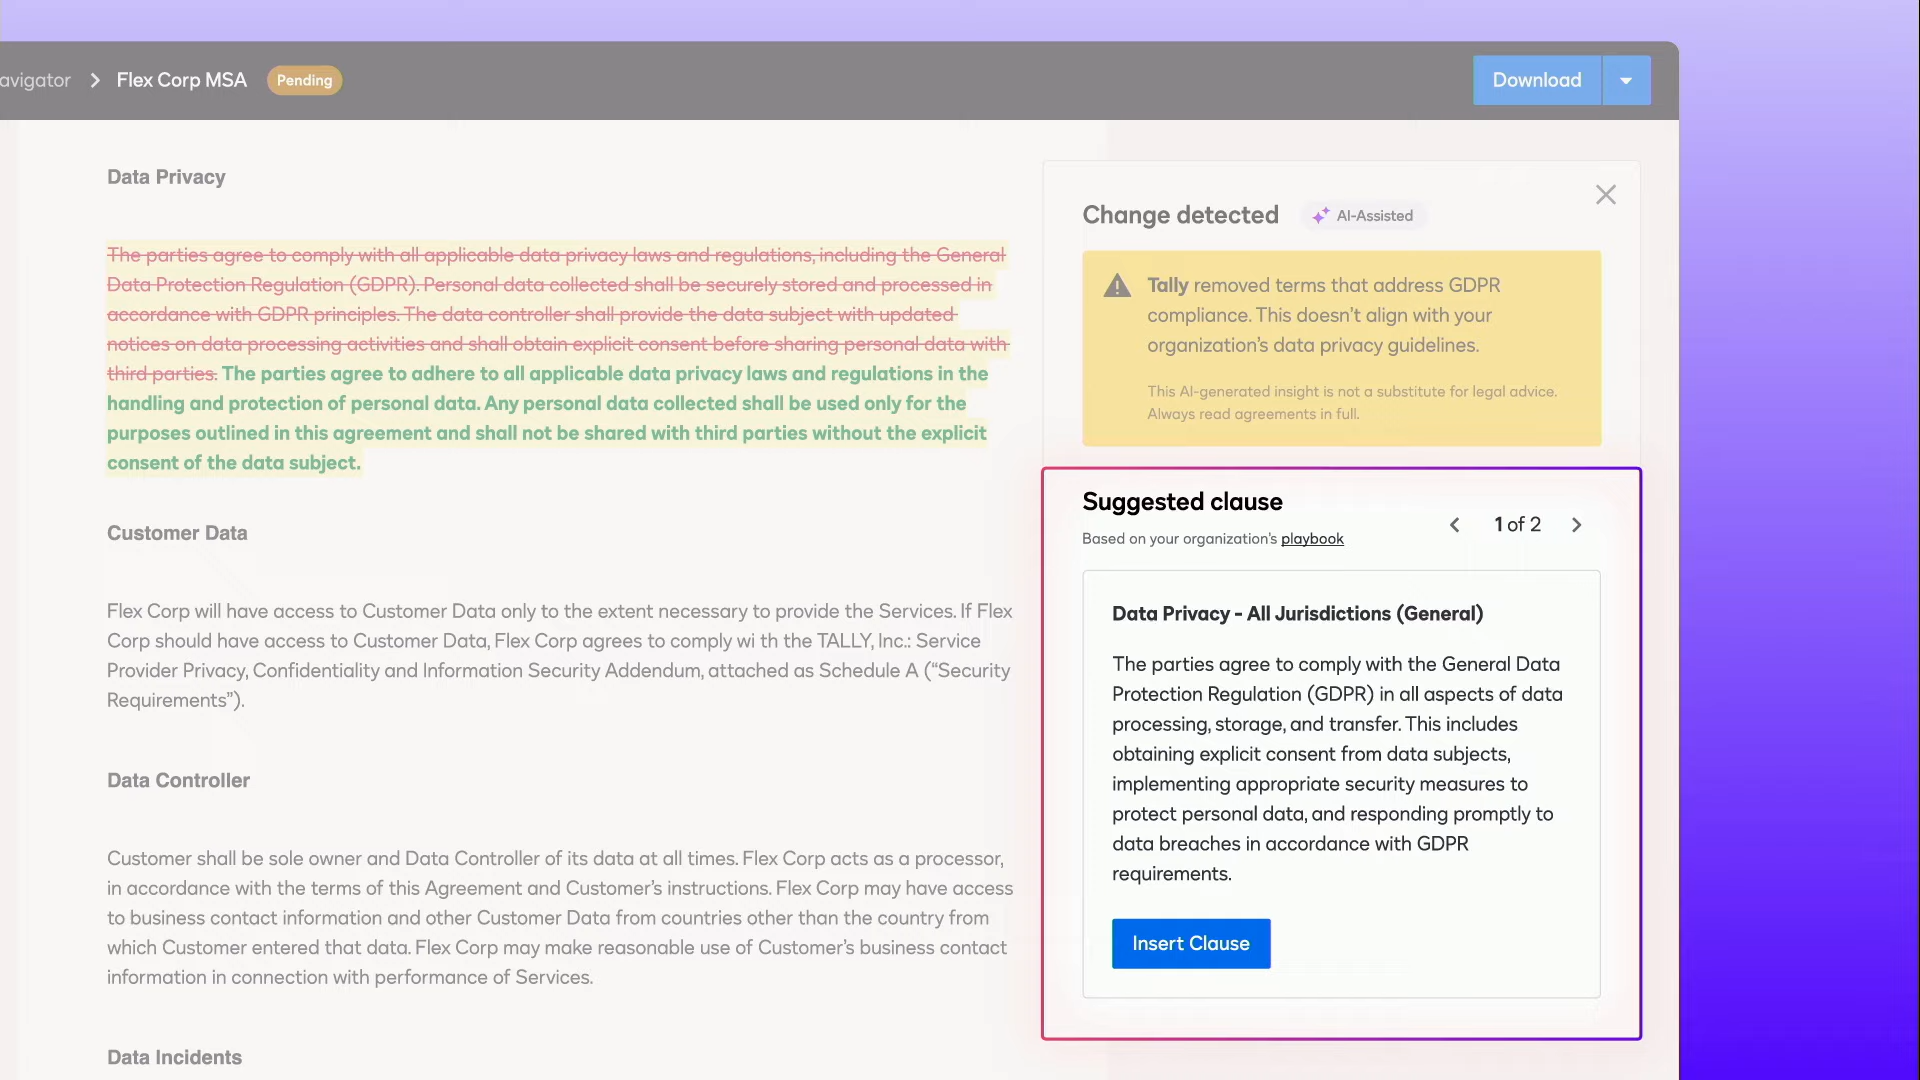 avigator > Flex Corp MSA Pending
Download
Data Privacy
The parties agree to comply with all applicable data privacy laws and regulations, including the General
Data Protection Regulation (GDPR). Personal data collected shall be securely stored and processed in
accordance with GDPR principles. The data controller shall provide the data subject with updated
notices on data processing activities and shall obtain explicit consent before sharing personal data with
third parties. The parties agree to adhere to all applicable data privacy laws and regulations in the
handling and protection of personal data. Any personal data collected shall be used only for the
purposes outlined in this agreement and shall not be shared with third parties without the explicit
consent of the data subject.
Customer Data
Flex Corp will have access to Customer Data only to the extent necessary to provide the Services. If Flex
Corp should have access to Customer Data, Flex Corp agrees to comply wi th the TALLY, Inc.: Service
Provider Privacy, Confidentiality and Information Security Addendum, attached as Schedule A (“Security
Requirements”).
Data Controller
Customer shall be sole owner and Data Controller of its data at all times. Flex Corp acts as a processor,
in accordance with the terms of this Agreement and Customer’s instructions. Flex Corp may have access
to business contact information and other Customer Data from countries other than the country from
which Customer entered that data. Flex Corp may make reasonable use of Customer’s business contact
information in connection with performance of Services.
Data Incidents
Change detected AI-Assisted
Tally removed terms that address GDPR
compliance. This doesn’t align with your
organization’s data privacy guidelines.
This AI-generated insight is not a substitute for legal advice.
Always read agreements in full.
Suggested clause
Based on your organization’s playbook
1 of 2
Data Privacy - All Jurisdictions (General)
The parties agree to comply with the General Data
Protection Regulation (GDPR) in all aspects of data
processing, storage, and transfer. This includes
obtaining explicit consent from data subjects,
implementing appropriate security measures to
protect personal data, and responding promptly to
data breaches in accordance with GDPR
requirements.
Insert Clause